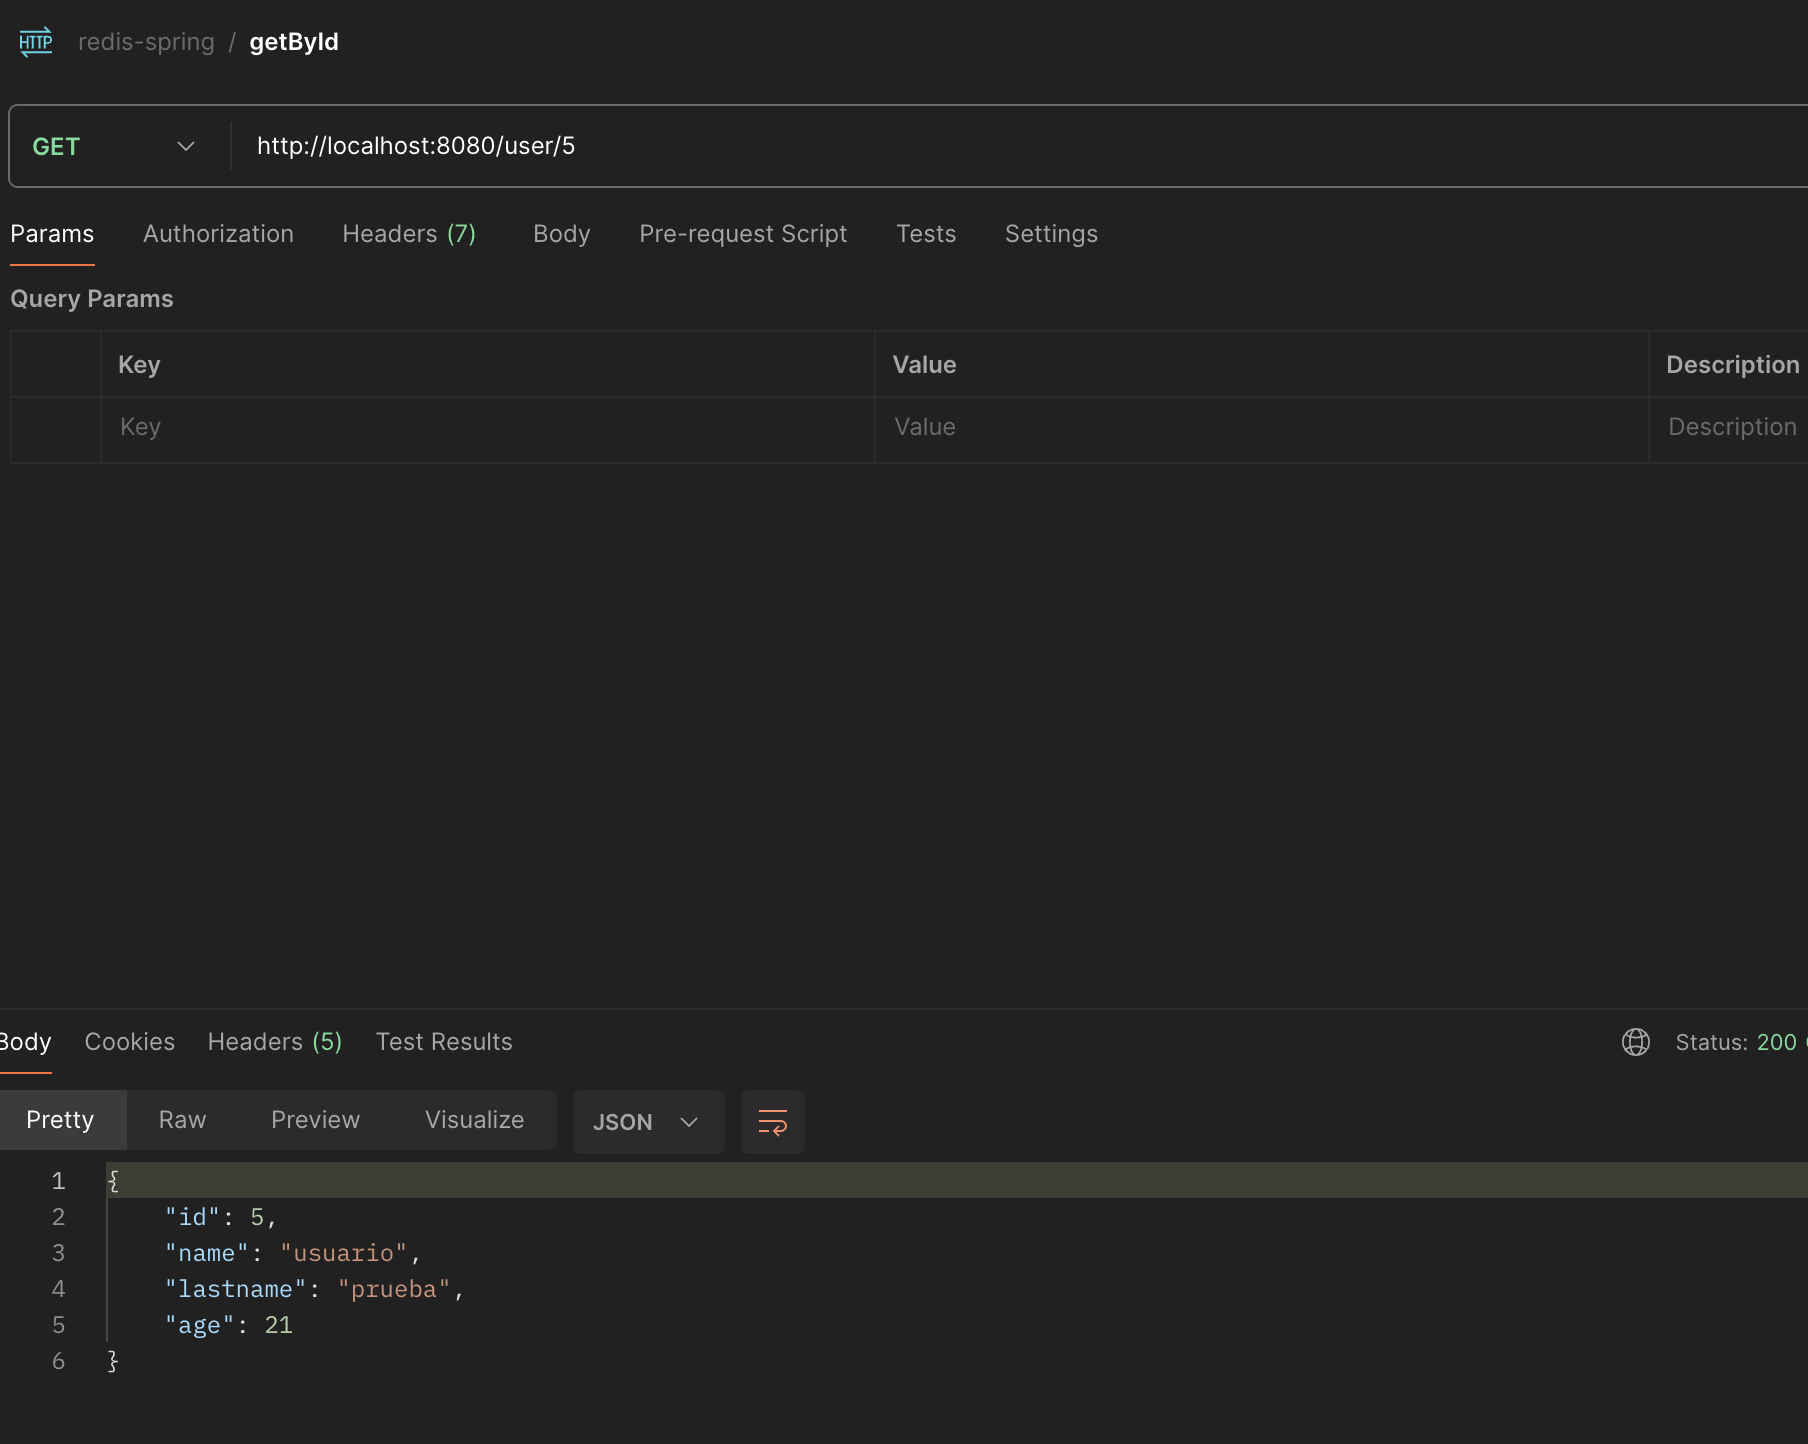 HTTP redis-spring / getById
GET http://localhost:8080/user/5
Params Authorization Headers (7) Body Pre-request Script Tests Settings
Query Params
Key Value Description
Key Value Description
Body Cookies Headers (5) Test Results Status: 200
Pretty Raw Preview Visualize JSON
1 {
2 "id": 5,
3 "name": "usuario",
4 "lastname": "prueba",
5 "age": 21
6 }